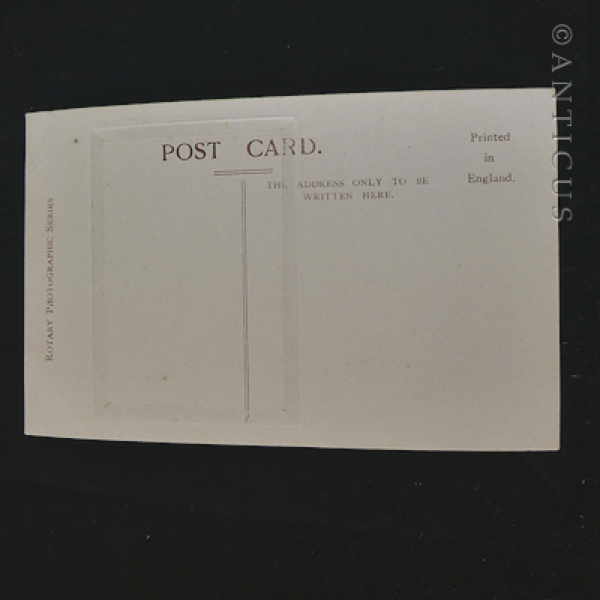 POST CARD.
THE ADDRESS ONLY TO BE
WRITTEN HERE.
Printed
in
England.
ROTARY PHOTOGRAPHIC SERIES
© ANTICUS